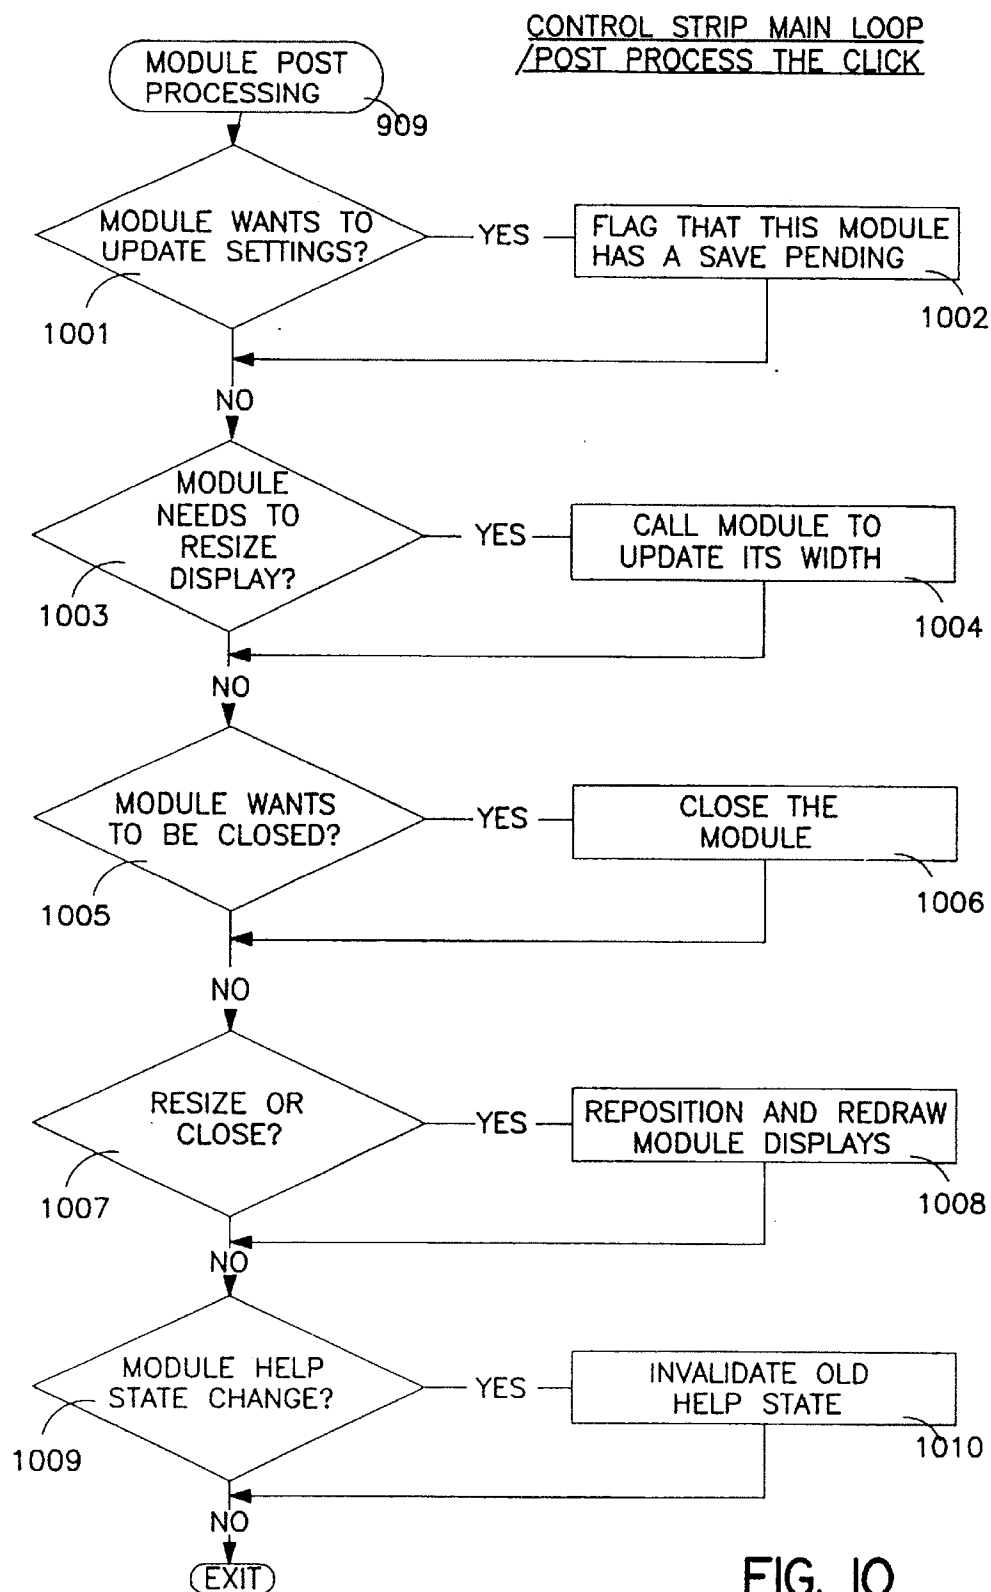 CONTROL STRIP MAIN LOOP
/POST PROCESS THE CLICK
MODULE POST
PROCESSING
909
MODULE WANTS TO
UPDATE SETTINGS?
1001
YES
FLAG THAT THIS MODULE
HAS A SAVE PENDING
1002
NO
MODULE
NEEDS TO
RESIZE
DISPLAY?
1003
YES
CALL MODULE TO
UPDATE ITS WIDTH
1004
NO
MODULE WANTS
TO BE CLOSED?
1005
YES
CLOSE THE
MODULE
1006
NO
RESIZE OR
CLOSE?
1007
YES
REPOSITION AND REDRAW
MODULE DISPLAYS
1008
NO
MODULE HELP
STATE CHANGE?
1009
YES
INVALIDATE OLD
HELP STATE
1010
NO
EXIT
FIG. 10